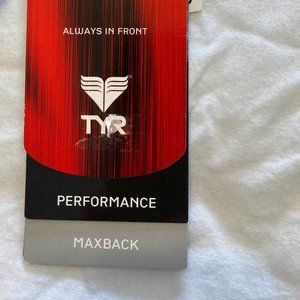 ALWAYS IN FRONT
TYR
PERFORMANCE
MAXBACK